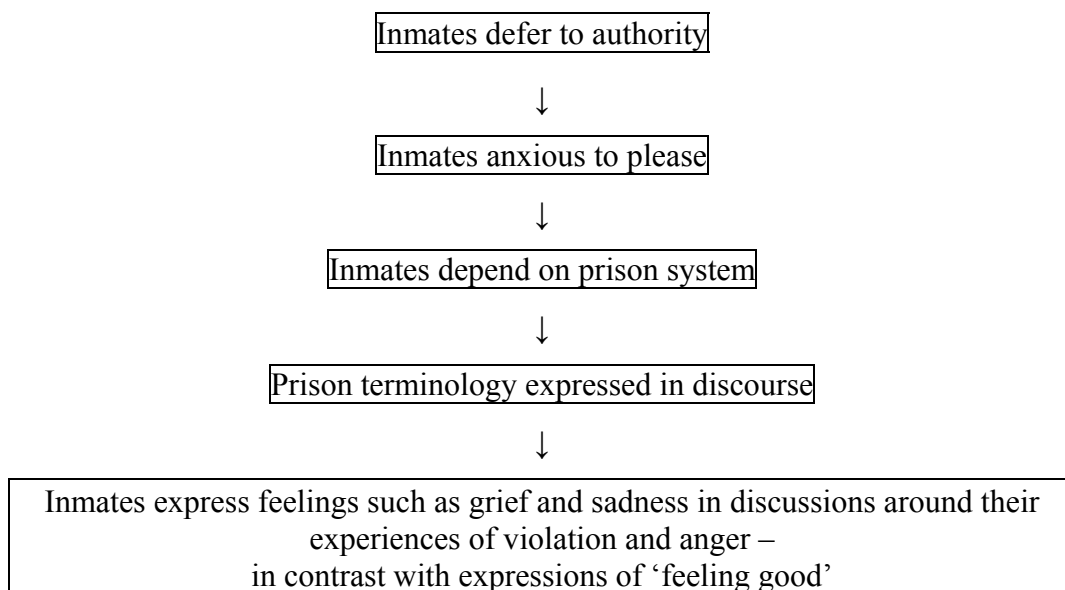 Inmates defer to authority
↓
Inmates anxious to please
↓
Inmates depend on prison system
↓
Prison terminology expressed in discourse
↓
Inmates express feelings such as grief and sadness in discussions around their
experiences of violation and anger –
in contrast with expressions of ‘feeling good’